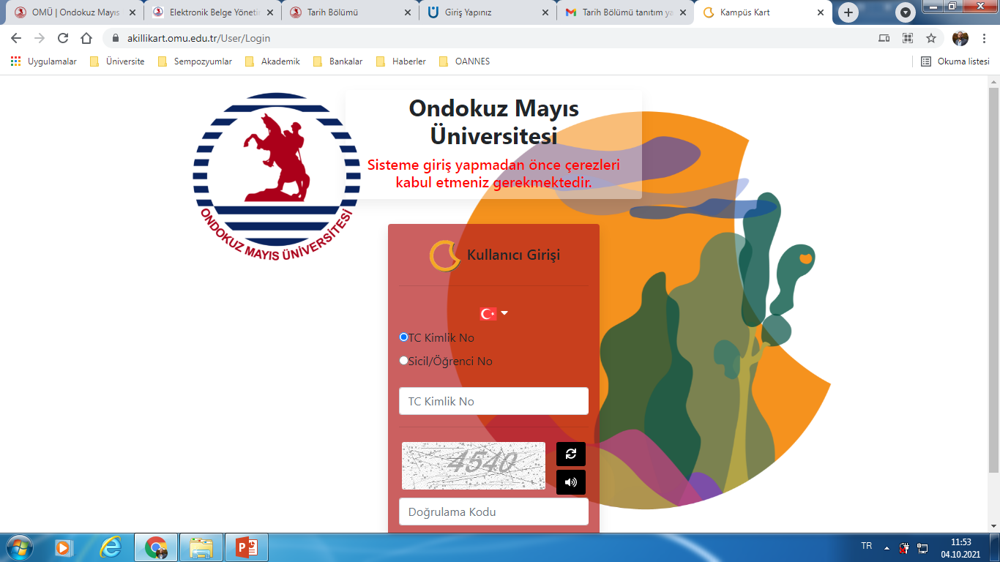 OMÜ | Ondokuz Mayıs
Elektronik Belge Yönetim
Tarih Bölümü
Giriş Yapınız
Tarih Bölümü tanıtım ya
Kampüs Kart
akillikart.omu.edu.tr/User/Login
Uygulamalar
Üniversite
Sempozyumlar
Akademik
Bankalar
Haberler
OANNES
Okuma listesi
Ondokuz Mayıs
Üniversitesi
Sisteme giriş yapmadan önce çerezleri
kabul etmeniz gerekmektedir.
ONDOKUZ MAYIS ÜNİVERSİTESİ
Kullanıcı Girişi
TC Kimlik No
Sicil/Öğrenci No
TC Kimlik No
4540
Doğrulama Kodu
TR
11:53
04.10.2021